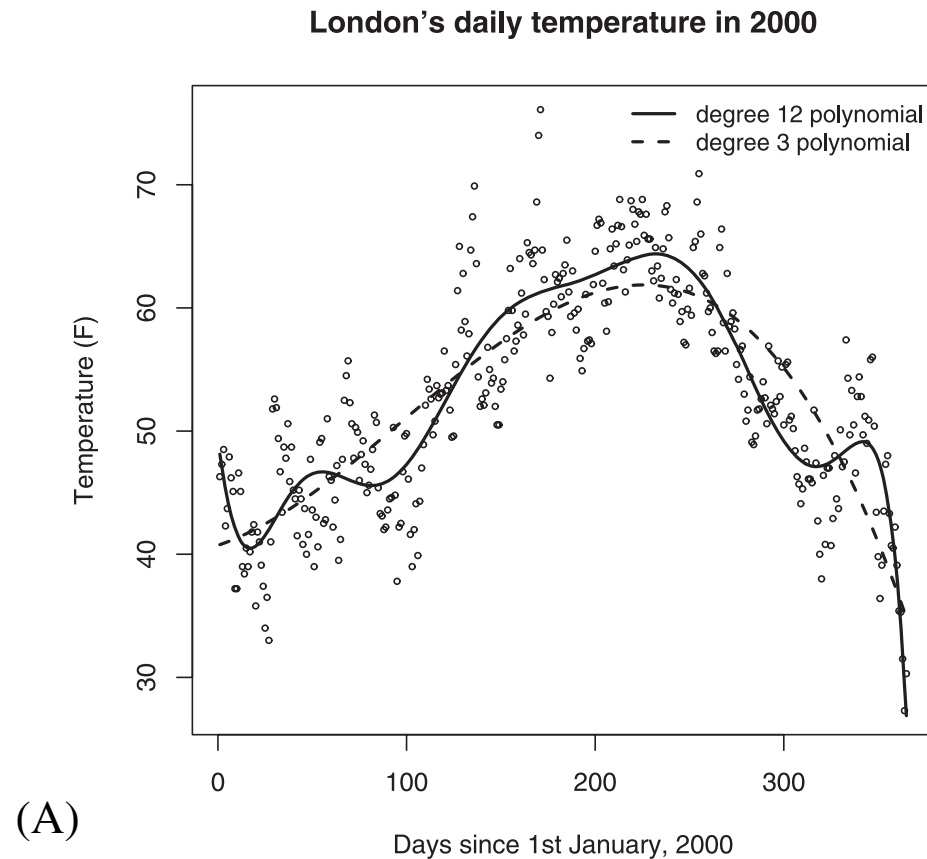 London’s daily temperature in 2000
degree 12 polynomial
degree 3 polynomial
Temperature (F)
70
60
50
40
30
0 100 200 300
Days since 1st January, 2000
(A)